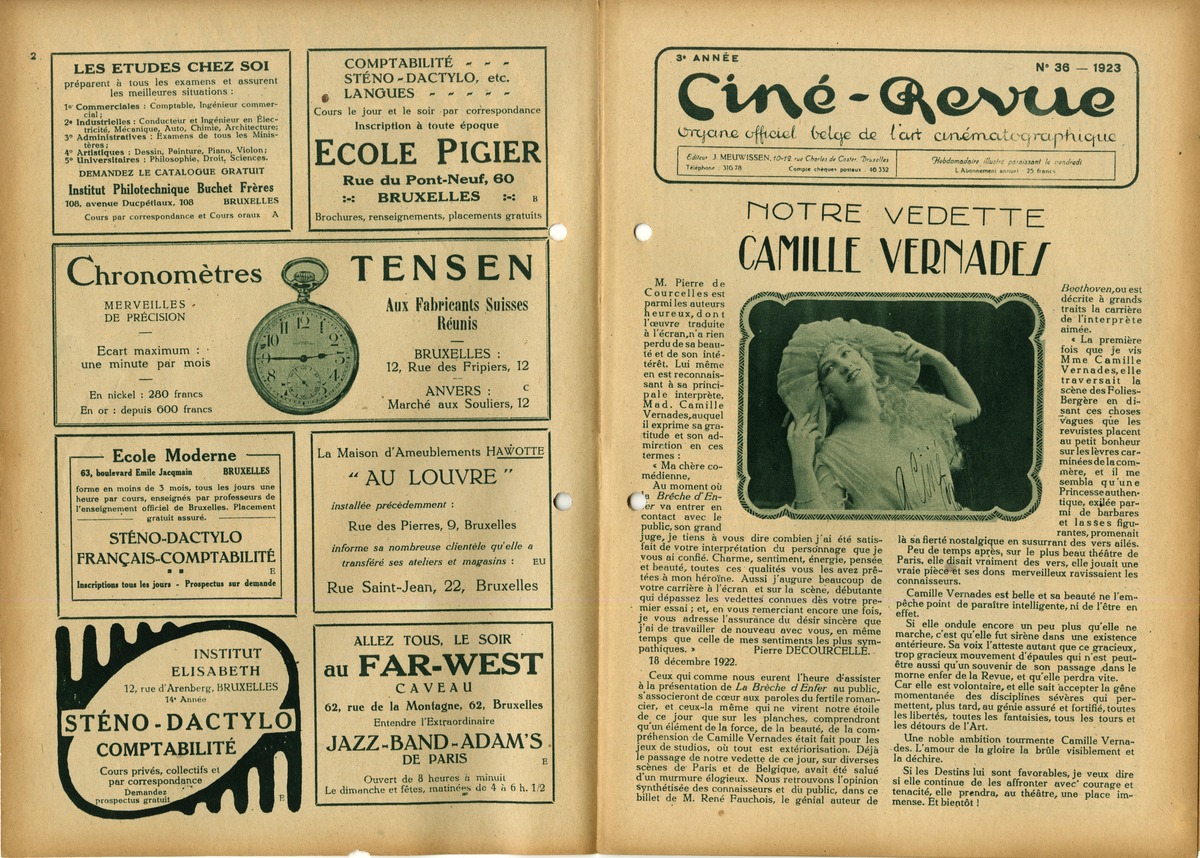 2
LES ETUDES CHEZ SOI
préparent à tous les examens et assurent
les meilleures situations :
1º Commerciales : Comptable, Ingénieur commer-
cial ;
2º Industrielles : Conducteur et Ingénieur en Élec-
tricité, Mécanique, Auto, Chimie, Architecture;
3º Administratives : Examens de tous les Minis-
tères ;
4º Artistiques : Dessin, Peinture, Piano, Violon ;
5º Universitaires : Philosophie, Droit, Sciences.
DEMANDEZ LE CATALOGUE GRATUIT
Institut Philotechnique Buchet Frères
108, avenue Ducpétiaux, 108 BRUXELLES
Cours par correspondance et Cours oraux A
COMPTABILITÉ - - -
STÉNO-DACTYLO, etc.
LANGUES - - - - -
Cours le jour et le soir par correspondance
Inscription à toute époque
ECOLE PIGIER
Rue du Pont-Neuf, 60
:-: BRUXELLES :-: B
Brochures, renseignements, placements gratuits
Chronomètres
MERVEILLES -
DE PRÉCISION
Ecart maximum :
une minute par mois
En nickel : 280 francs
En or : depuis 600 francs
TENSEN
Aux Fabricants Suisses
Réunis
BRUXELLES :
12, Rue des Fripiers, 12
ANVERS : C
Marché aux Souliers, 12
Ecole Moderne
63, boulevard Emile Jacqmain BRUXELLES
forme en moins de 3 mois, tous les jours une
heure par cours, enseignés par professeurs de
l'enseignement officiel de Bruxelles. Placement
gratuit assuré.
STÉNO-DACTYLO
FRANÇAIS-COMPTABILITÉ
E
Inscriptions tous les jours - Prospectus sur demande
La Maison d'Ameublements HAWOTTE
" AU LOUVRE "
installée précédemment :
Rue des Pierres, 9, Bruxelles
informe sa nombreuse clientèle qu'elle a
transféré ses ateliers et magasins : EU
Rue Saint-Jean, 22, Bruxelles
INSTITUT
ELISABETH
12, rue d'Arenberg, BRUXELLES
14º Année
STÉNO-DACTYLO
COMPTABILITÉ
Cours privés, collectifs et
par correspondance
Demandez
prospectus gratuit E
ALLEZ TOUS, LE SOIR
au FAR-WEST
CAVEAU
62, rue de la Montagne, 62, Bruxelles
Entendre l'Extraordinaire
JAZZ-BAND-ADAM'S
DE PARIS E
Ouvert de 8 heures à minuit
Le dimanche et fêtes, matinées de 4 à 6 h. 1/2
3e ANNÉE
Nº 36 — 1923
Ciné-Revue
Organe officiel belge de l'art cinématographique
Editeur J. MEUWISSEN, 10-12, rue Charles de Coster, Bruxelles
Téléphone : 316 78 Compte chèques postaux : 40 332
Hebdomadaire illustré paraissant le vendredi
L'Abonnement annuel 25 francs
NOTRE VEDETTE
CAMILLE VERNADES
M. Pierre de
Courcelles est
parmi les auteurs
heureux, dont
l'œuvre traduite
à l'écran, n'a rien
perdu de sa beau-
té et de son inté-
térêt. Lui même
en est reconnais-
sant à sa princi-
pale interprète,
Mad. Camille
Vernades, auquel
il exprime sa gra-
titude et son ad-
miretion en ces
termes :
« Ma chère co-
médienne,
Au moment où
la Brèche d'En-
fer va entrer en
contact avec le
public, son grand
juge, je tiens à vous dire combien j'ai été satis-
fait de votre interprétation du personnage que je
vous ai confié. Charme, sentiment, énergie, pensée
et beauté, toutes ces qualités vous les avez prê-
tées à mon héroïne. Aussi j'augure beaucoup de
votre carrière à l'écran et sur la scène, débutante
qui dépassez les vedettes connues dès votre pre-
mier essai ; et, en vous remerciant encore une fois,
je vous adresse l'assurance du désir sincère que
j'ai de travailler de nouveau avec vous, en même
temps que celle de mes sentiments les plus sym-
pathiques. » Pierre DECOURCELLE.
18 décembre 1922.
Ceux qui comme nous eurent l'heure d'assister
à la présentation de La Brèche d'Enfer au public,
s'associeront de cœur aux paroles du fertile roman-
cier, et ceux-là même qui ne virent notre étoile
de ce jour que sur les planches, comprendront
qu'un élément de la force, de la beauté, de la com-
préhension de Camille Vernades était fait pour les
jeux de studios, où tout est extériorisation. Déjà
le passage de notre vedette de ce jour, sur diverses
scènes de Paris et de Belgique, avait été salué
d'un murmure élogieux. Nous retrouvons l'opinion
synthétisée des connaisseurs et du public, dans ce
billet de M. René Fauchois, le génial auteur de
Beethoven, ou est
décrite à grands
traits la carrière
de l'interprète
aimée.
« La première
fois que je vis
Mme Camille
Vernades, elle
traversait la
scène des Folies-
Bergère en di-
sant ces choses
vagues que les
revuistes placent
au petit bonheur
sur les lèvres car-
minées de la com-
mère, et il me
sembla qu'une
Princesse authen-
tique, exilée par-
mi de barbares
et lasses figu-
rantes, promenait
là sa fierté nostalgique en susurrant des vers ailés.
Peu de temps après, sur le plus beau théâtre de
Paris, elle disait vraiment des vers, elle jouait une
vraie pièce et ses dons merveilleux ravissaient les
connaisseurs.
Camille Vernades est belle et sa beauté ne l'em-
pêche point de paraître intelligente, ni de l'être en
effet.
Si elle ondule encore un peu plus qu'elle ne
marche, c'est qu'elle fut sirène dans une existence
antérieure. Sa voix l'atteste autant que ce gracieux,
trop gracieux mouvement d'épaules qui n'est peut-
être aussi qu'un souvenir de son passage dans le
morne enfer de la Revue, et qu'elle perdra vite.
Car elle est volontaire, et elle sait accepter la gêne
momentanée des disciplines sévères qui per-
mettent, plus tard, au génie assuré et fortifié, toutes
les libertés, toutes les fantaisies, tous les tours et
les détours de l'Art.
Une noble ambition tourmente Camille Verna-
des. L'amour de la gloire la brûle visiblement et
la déchire.
Si les Destins lui sont favorables, je veux dire
si elle continue de les affronter avec courage et
tenacité, elle prendra, au théâtre, une place im-
mense. Et bientôt !